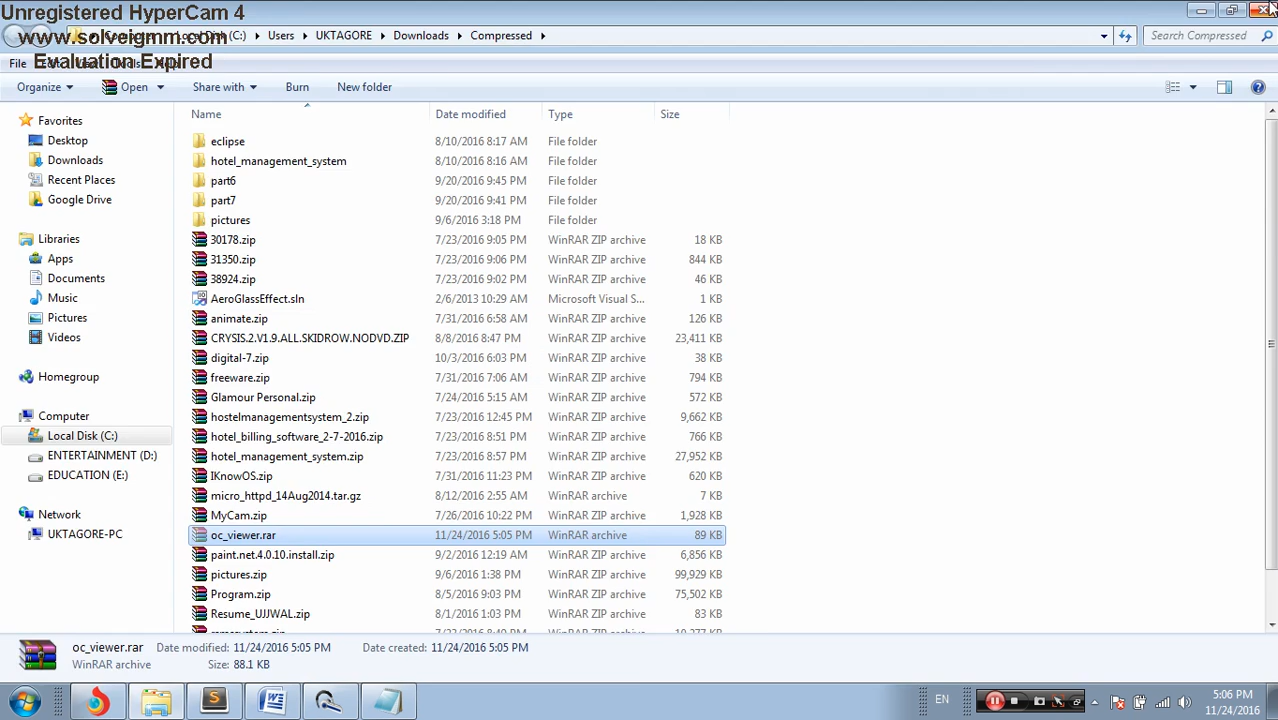 Unregistered HyperCam 4
www.solveigmm.com
Evaluation Expired
Local Disk (C:) Users UKTAGORE Downloads Compressed
Search Compressed
File
Organize Open Share with Burn New folder
Name Date modified Type Size
Favorites
Desktop
Downloads
Recent Places
Google Drive
Libraries
Apps
Documents
Music
Pictures
Videos
Homegroup
Computer
Local Disk (C:)
ENTERTAINMENT (D:)
EDUCATION (E:)
Network
UKTAGORE-PC
eclipse 8/10/2016 8:17 AM File folder
hotel_management_system 8/10/2016 8:16 AM File folder
part6 9/20/2016 9:45 PM File folder
part7 9/20/2016 9:41 PM File folder
pictures 9/6/2016 3:18 PM File folder
30178.zip 7/23/2016 9:05 PM WinRAR ZIP archive 18 KB
31350.zip 7/23/2016 9:06 PM WinRAR ZIP archive 844 KB
38924.zip 7/23/2016 9:02 PM WinRAR ZIP archive 46 KB
AeroGlassEffect.sln 2/6/2013 10:29 AM Microsoft Visual S... 1 KB
animate.zip 7/31/2016 6:58 AM WinRAR ZIP archive 126 KB
CRYSIS.2.V1.9.ALL.SKIDROW.NODVD.ZIP 8/8/2016 8:47 PM WinRAR ZIP archive 23,411 KB
digital-7.zip 10/3/2016 6:03 PM WinRAR ZIP archive 38 KB
freeware.zip 7/31/2016 7:06 AM WinRAR ZIP archive 794 KB
Glamour Personal.zip 7/24/2016 5:15 AM WinRAR ZIP archive 572 KB
hostelmanagementsystem_2.zip 7/23/2016 12:45 PM WinRAR ZIP archive 9,662 KB
hotel_billing_software_2-7-2016.zip 7/23/2016 8:51 PM WinRAR ZIP archive 766 KB
hotel_management_system.zip 7/23/2016 8:57 PM WinRAR ZIP archive 27,952 KB
IKnowOS.zip 7/31/2016 11:23 PM WinRAR ZIP archive 620 KB
micro_httpd_14Aug2014.tar.gz 8/12/2016 2:55 AM WinRAR archive 7 KB
MyCam.zip 7/26/2016 10:22 PM WinRAR ZIP archive 1,928 KB
oc_viewer.rar 11/24/2016 5:05 PM WinRAR archive 89 KB
paint.net.4.0.10.install.zip 9/2/2016 12:19 AM WinRAR ZIP archive 6,856 KB
pictures.zip 9/6/2016 1:38 PM WinRAR ZIP archive 99,929 KB
Program.zip 8/5/2016 9:03 PM WinRAR ZIP archive 75,502 KB
Resume_UJJWAL.zip 8/1/2016 1:03 PM WinRAR ZIP archive 83 KB
oc_viewer.rar Date modified: 11/24/2016 5:05 PM Date created: 11/24/2016 5:05 PM
WinRAR archive Size: 88.1 KB
EN
5:06 PM
11/24/2016